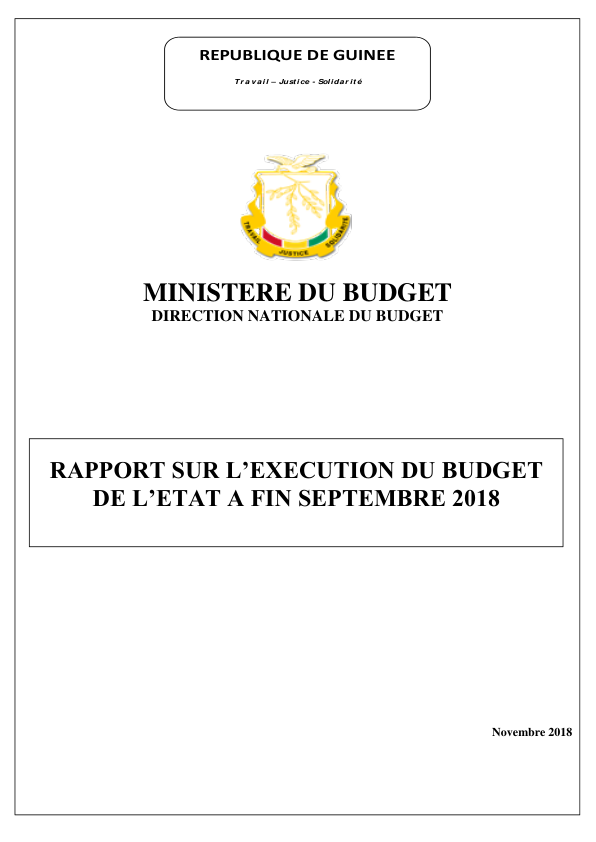 REPUBLIQUE DE GUINEE
Travail – Justice - Solidarité
TRAVAIL
JUSTICE
SOLIDARITÉ
MINISTERE DU BUDGET
DIRECTION NATIONALE DU BUDGET
RAPPORT SUR L’EXECUTION DU BUDGET
DE L’ETAT A FIN SEPTEMBRE 2018
Novembre 2018